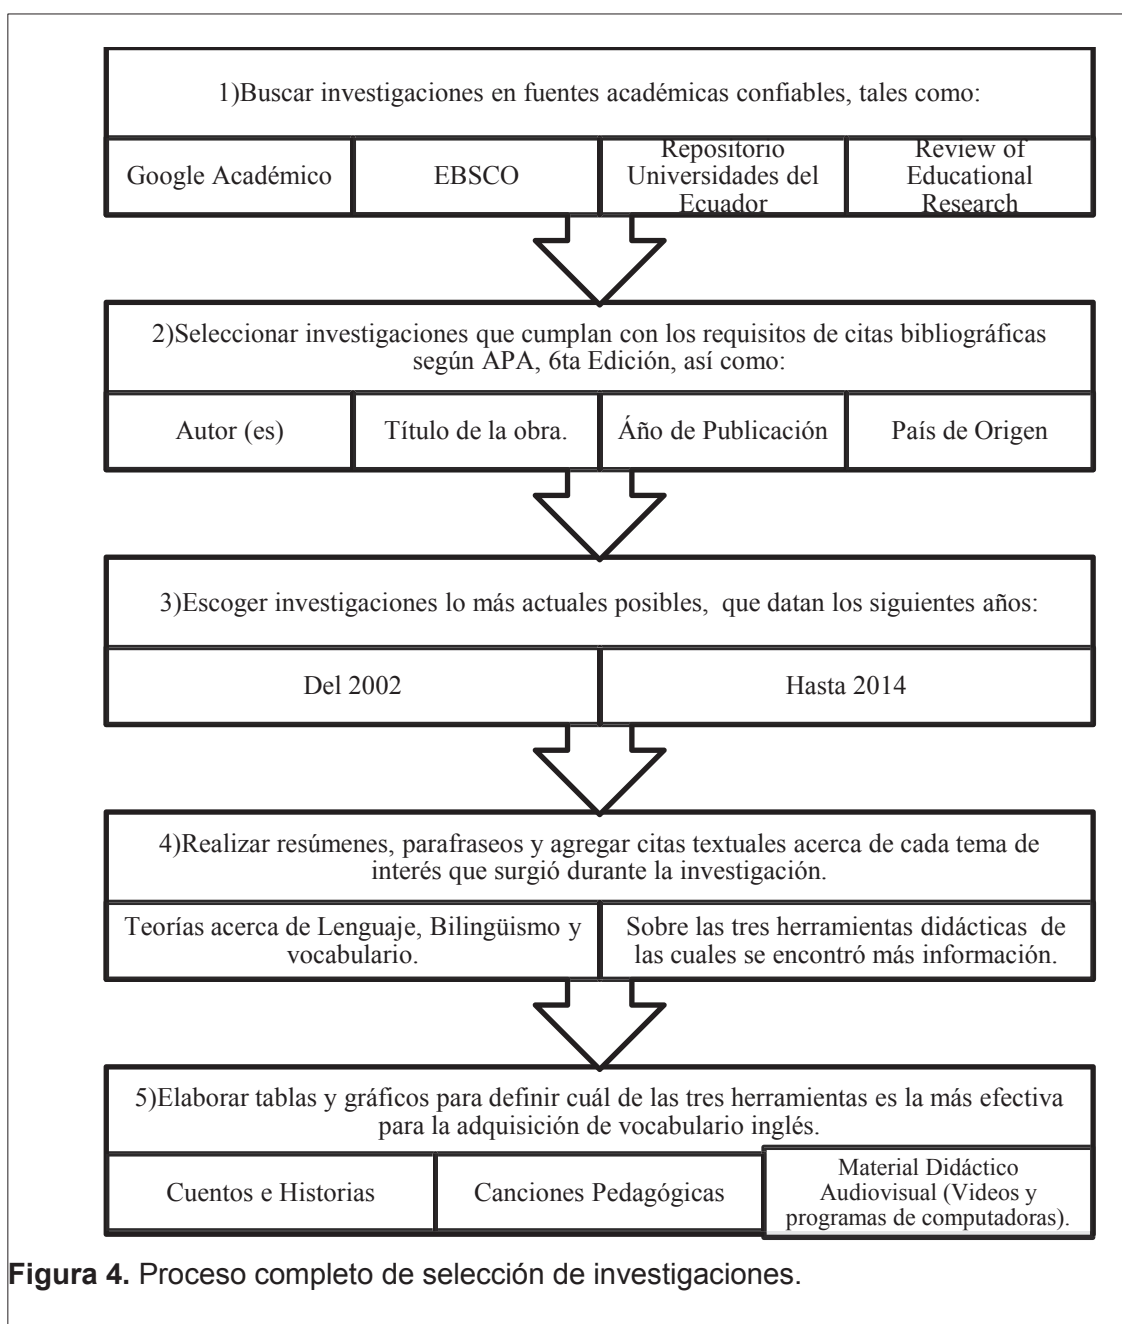 1)Buscar investigaciones en fuentes académicas confiables, tales como:
Google Académico
EBSCO
Repositorio
Universidades del
Ecuador
Review of
Educational
Research
2)Seleccionar investigaciones que cumplan con los requisitos de citas bibliográficas
según APA, 6ta Edición, así como:
Autor (es)
Título de la obra.
Áño de Publicación
País de Origen
3)Escoger investigaciones lo más actuales posibles, que datan los siguientes años:
Del 2002
Hasta 2014
4)Realizar resúmenes, parafraseos y agregar citas textuales acerca de cada tema de
interés que surgió durante la investigación.
Teorías acerca de Lenguaje, Bilingüismo y
vocabulario.
Sobre las tres herramientas didácticas de
las cuales se encontró más información.
5)Elaborar tablas y gráficos para definir cuál de las tres herramientas es la más efectiva
para la adquisición de vocabulario inglés.
Cuentos e Historias
Canciones Pedagógicas
Material Didáctico
Audiovisual (Videos y
programas de computadoras).
Figura 4. Proceso completo de selección de investigaciones.